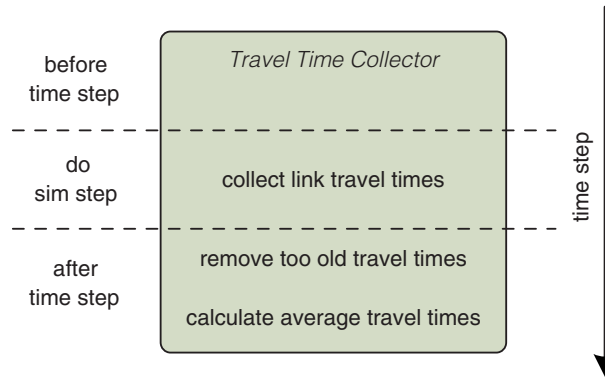 before
time step
Travel Time Collector
do
sim step
collect link travel times
after
time step
remove too old travel times
calculate average travel times
time step